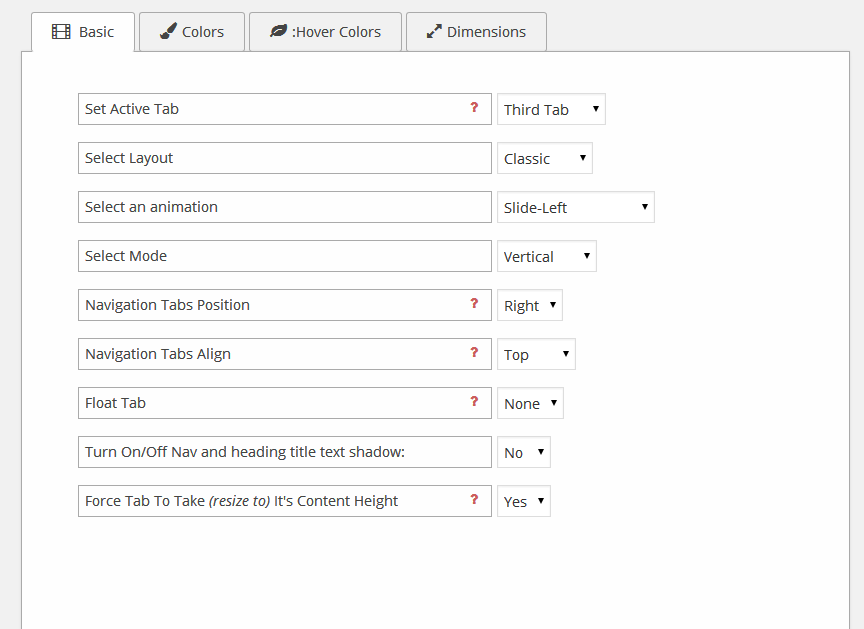 Basic Colors :Hover Colors Dimensions
Set Active Tab ? Third Tab
Select Layout Classic
Select an animation Slide-Left
Select Mode Vertical
Navigation Tabs Position ? Right
Navigation Tabs Align ? Top
Float Tab ? None
Turn On/Off Nav and heading title text shadow: No
Force Tab To Take (resize to) It's Content Height ? Yes